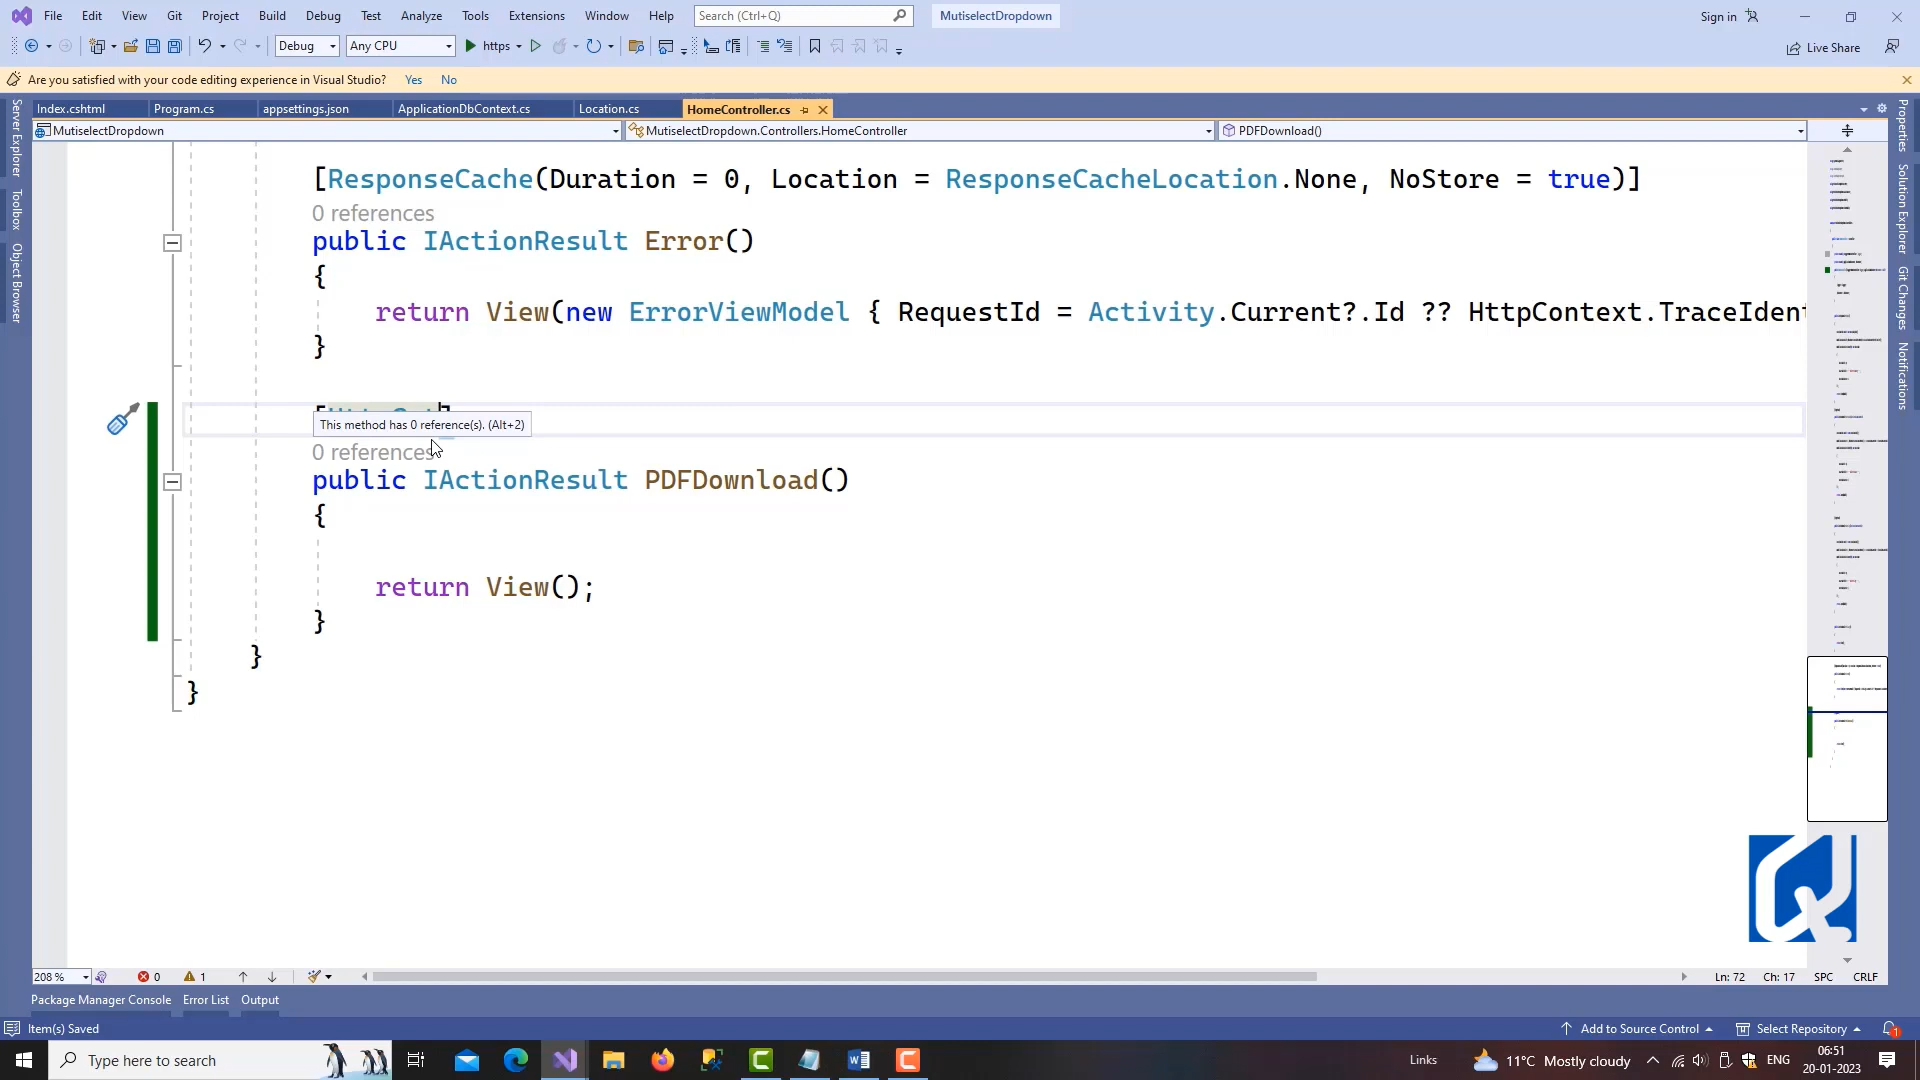 File Edit View Git Project Build Debug Test Analyze Tools Extensions Window Help Search (Ctrl+Q) MutiselectDropdown Sign in
Debug Any CPU https Live Share
Are you satisfied with your code editing experience in Visual Studio? Yes No
Index.cshtml Program.cs appsettings.json ApplicationDbContext.cs Location.cs HomeController.cs
MutiselectDropdown MutiselectDropdown.Controllers.HomeController PDFDownload()
Server Explorer
Toolbox
Object Browser
Properties
Solution Explorer
Git Changes
Notifications
[ResponseCache(Duration = 0, Location = ResponseCacheLocation.None, NoStore = true)]
0 references
public IActionResult Error()
{
return View(new ErrorViewModel { RequestId = Activity.Current?.Id ?? HttpContext.TraceIdent
}
This method has 0 reference(s). (Alt+2)
0 references
public IActionResult PDFDownload()
{
return View();
}
}
}
208 % 0 1 Ln: 72 Ch: 17 SPC CRLF
Package Manager Console Error List Output
Item(s) Saved Add to Source Control Select Repository 1
Type here to search Links 11°C Mostly cloudy ENG 06:51
20-01-2023